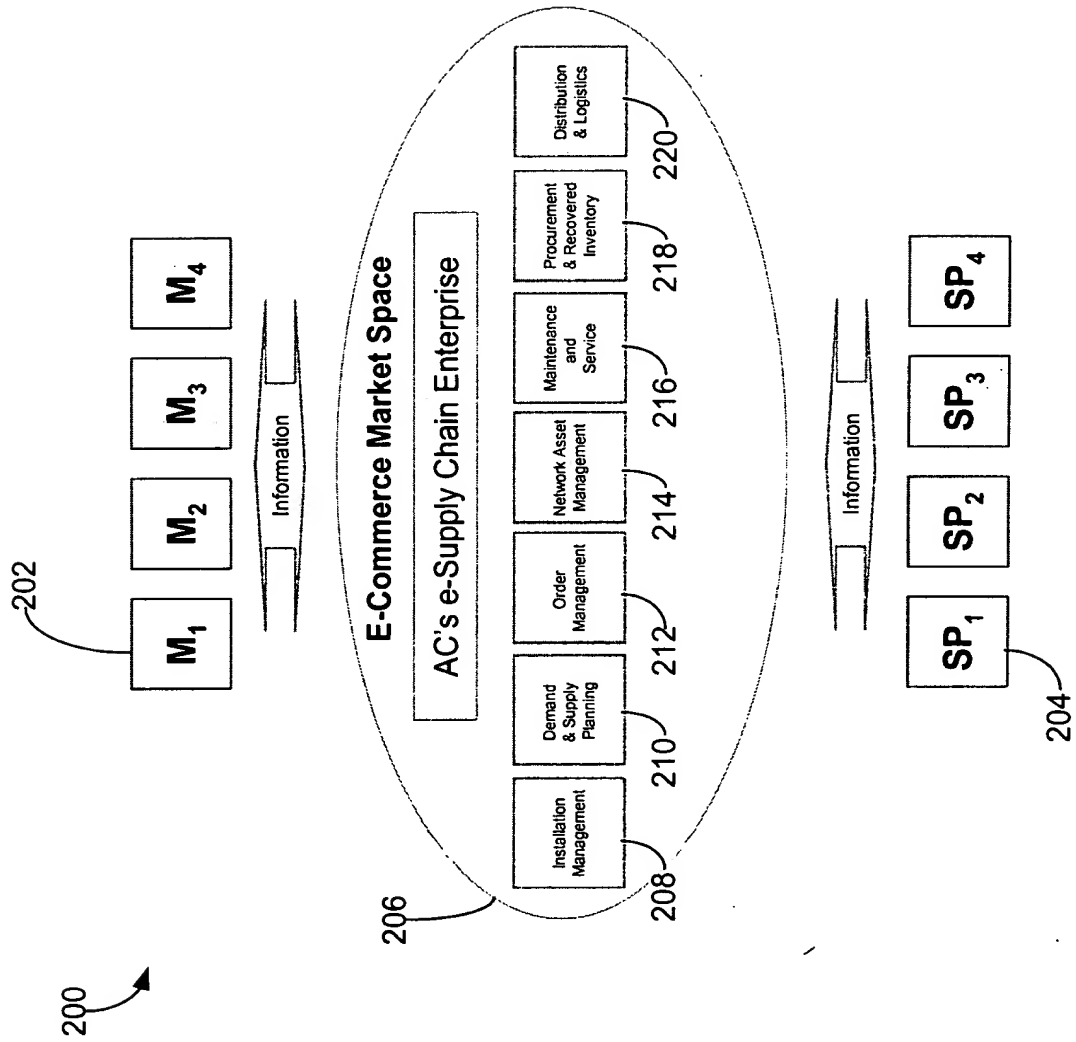 200
202
M1
M2
M3
M4
Information
206
E-Commerce Market Space
AC's e-Supply Chain Enterprise
Installation
Management
Demand
& Supply
Planning
Order
Management
Network Asset
Management
Maintenance
and
Service
Procurement
& Recovered
Inventory
Distribution
& Logistics
208
210
212
214
216
218
220
Information
SP1
SP2
SP3
SP4
204